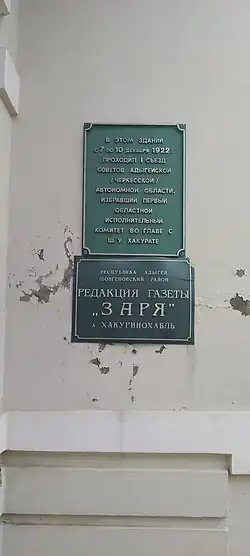 В ЭТОМ ЗДАНИИ
С 7 ПО 10 ДЕКАБРЯ 1922 Г.
ПРОХОДИЛ I СЪЕЗД
СОВЕТОВ АДЫГЕЙСКОЙ
/ ЧЕРКЕССКОЙ /
АВТОНОМНОЙ ОБЛАСТИ,
ИЗБРАВШИЙ ПЕРВЫЙ
ОБЛАСТНОЙ
ИСПОЛНИТЕЛЬНЫЙ
КОМИТЕТ ВО ГЛАВЕ С
Ш. У. ХАКУРАТЕ
РЕСПУБЛИКА АДЫГЕЯ
ШОВГЕНОВСКИЙ РАЙОН
РЕДАКЦИЯ ГАЗЕТЫ
„ЗАРЯ"
А. ХАКУРИНОХАБЛЬ